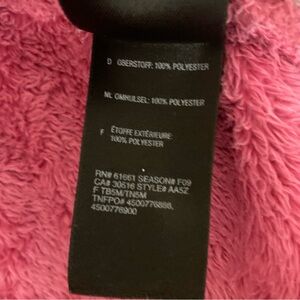 D OBERSTOFF: 100% POLYESTER
NL OMHULSEL: 100% POLYESTER
F ÉTOFFE EXTÉRIEURE:
100% POLYESTER
RN# 61661 SEASON# F09
CA# 30516 STYLE# AASZ
F TB5M/TN5M
TNFPO# 4500776888,
4500776900